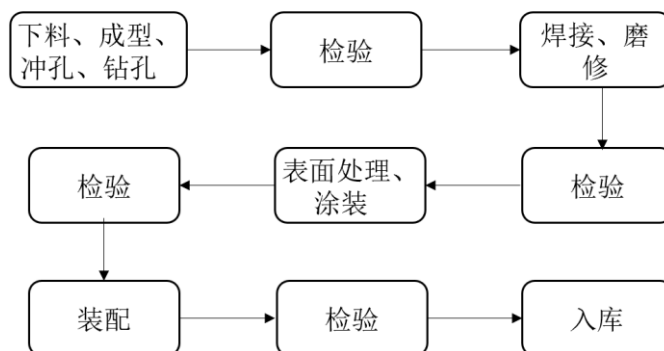 下料、成型、
冲孔、钻孔
检验
焊接、磨
修
检验
表面处理、
涂装
检验
装配
检验
入库